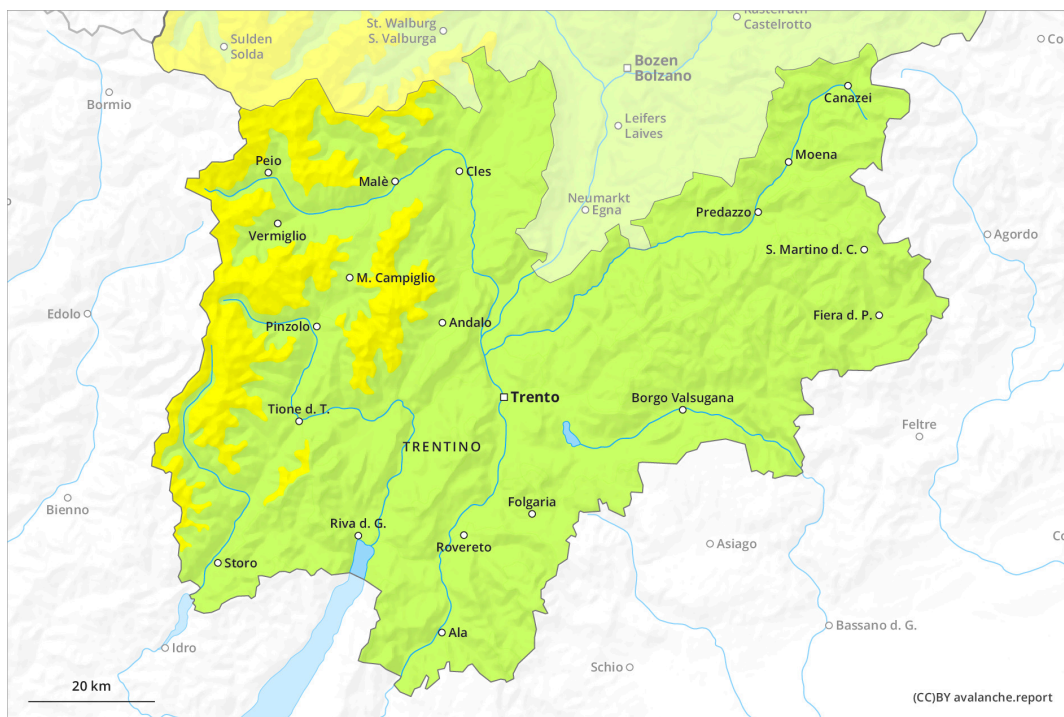 Kastelruth
Castelrotto
St. Walburg
S. Valburga
Sulden
Solda
Co
Bozen
Bolzano
Bormio
Canazei
Leifers
Laives
Moena
Peio
Malè
Cles
Neumarkt
Egna
Predazzo
Vermiglio
Agordo
S. Martino d. C.
M. Campiglio
Edolo
Fiera d. P.
Pinzolo
Andalo
Trento
Borgo Valsugana
Tione d. T.
Feltre
TRENTINO
Bienno
Folgaria
Riva d. G.
Rovereto
Asiago
Co
Storo
Bassano d. G.
Ala
Idro
Schio
20 km
(CC)BY avalanche.report